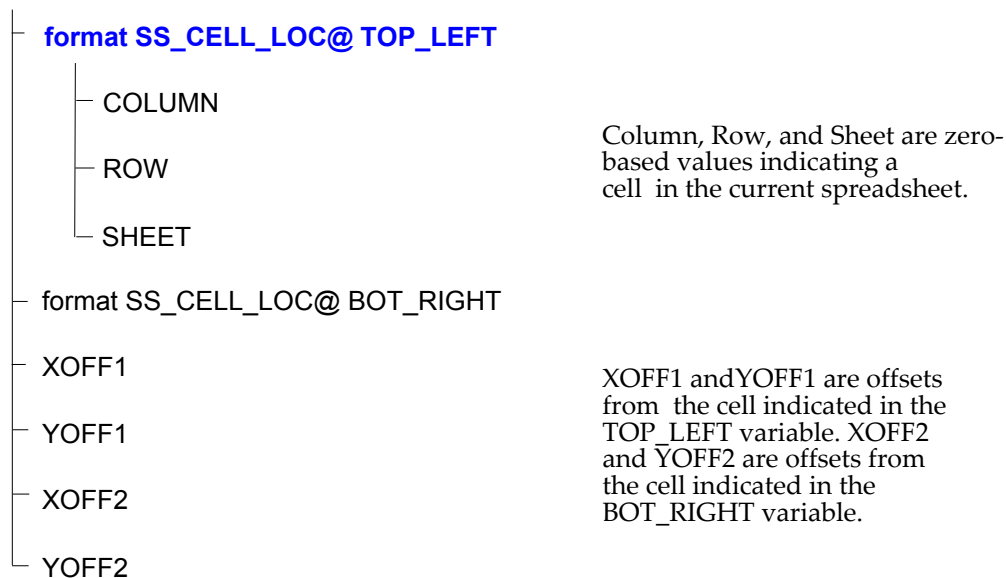 format SS_CELL_LOC@ TOP_LEFT
COLUMN
ROW
SHEET
Column, Row, and Sheet are zero-
based values indicating a
cell in the current spreadsheet.
format SS_CELL_LOC@ BOT_RIGHT
XOFF1
YOFF1
XOFF2
YOFF2
XOFF1 andYOFF1 are offsets
from the cell indicated in the
TOP_LEFT variable. XOFF2
and YOFF2 are offsets from
the cell indicated in the
BOT_RIGHT variable.